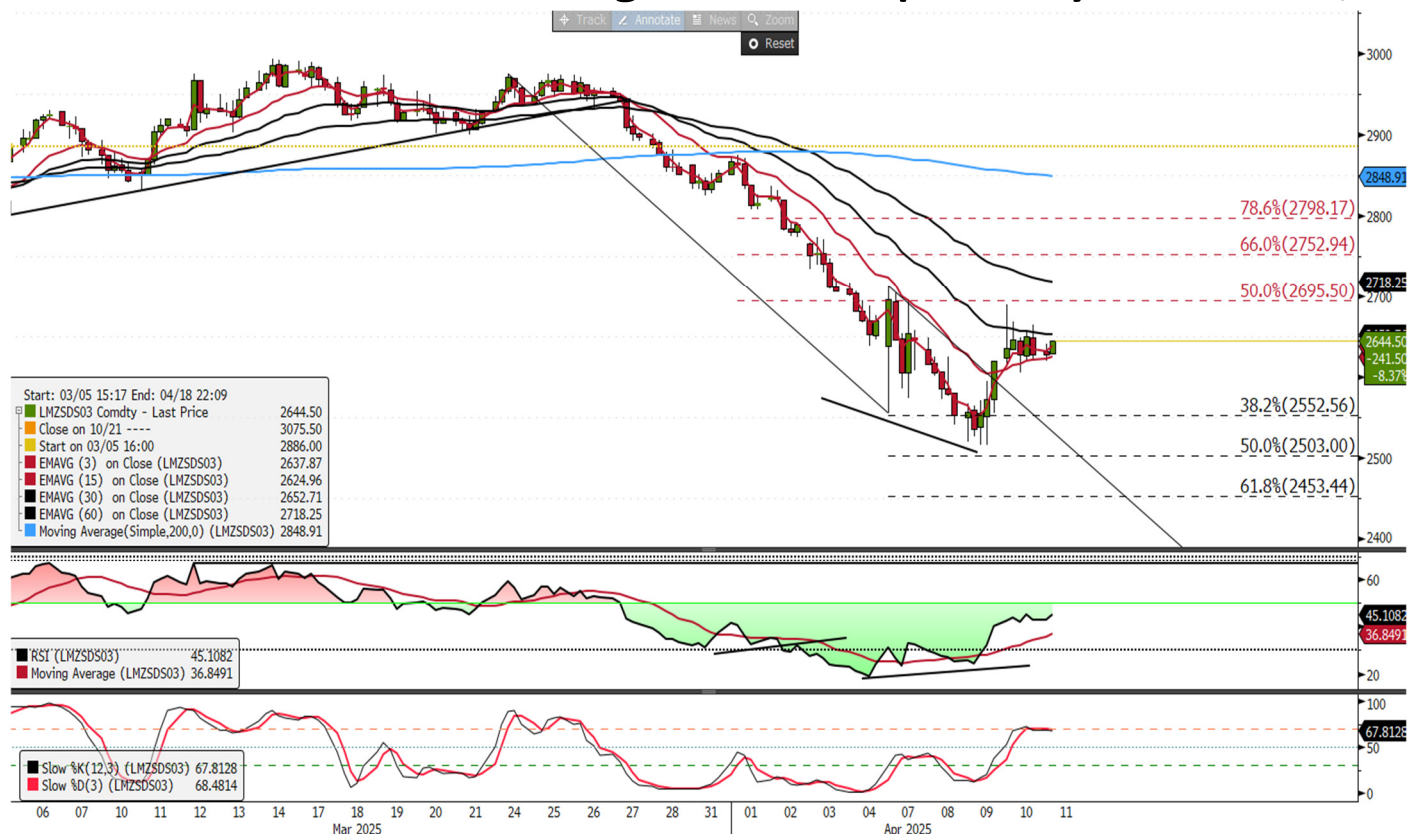 Track Annotate News Zoom
Reset
3000
2900
2848.91
2800
78.6%(2798.17)
66.0%(2752.94)
2718.25
50.0%(2695.50)
2700
2644.50
-241.50
-8.37%
38.2%(2552.56)
50.0%(2503.00)
2500
61.8%(2453.44)
2400
Start: 03/05 15:17 End: 04/18 22:09
LMZSDS03 Comdty - Last Price 2644.50
Close on 10/21 ---- 3075.50
Start on 03/05 16:00 2886.00
EMAVG (3) on Close (LMZSDS03) 2637.87
EMAVG (15) on Close (LMZSDS03) 2624.96
EMAVG (30) on Close (LMZSDS03) 2652.71
EMAVG (60) on Close (LMZSDS03) 2718.25
Moving Average(Simple,200,0) (LMZSDS03) 2848.91
60
45.1082
36.8491
20
RSI (LMZSDS03) 45.1082
Moving Average (LMZSDS03) 36.8491
100
67.8128
50
0
Slow %K(12,3) (LMZSDS03) 67.8128
Slow %D(3) (LMZSDS03) 68.4814
06 07 10 11 12 13 14 17 18 19 20 21 24 25 26 27 28 31 01 02 03 04 07 08 09 10 11
Mar 2025 Apr 2025